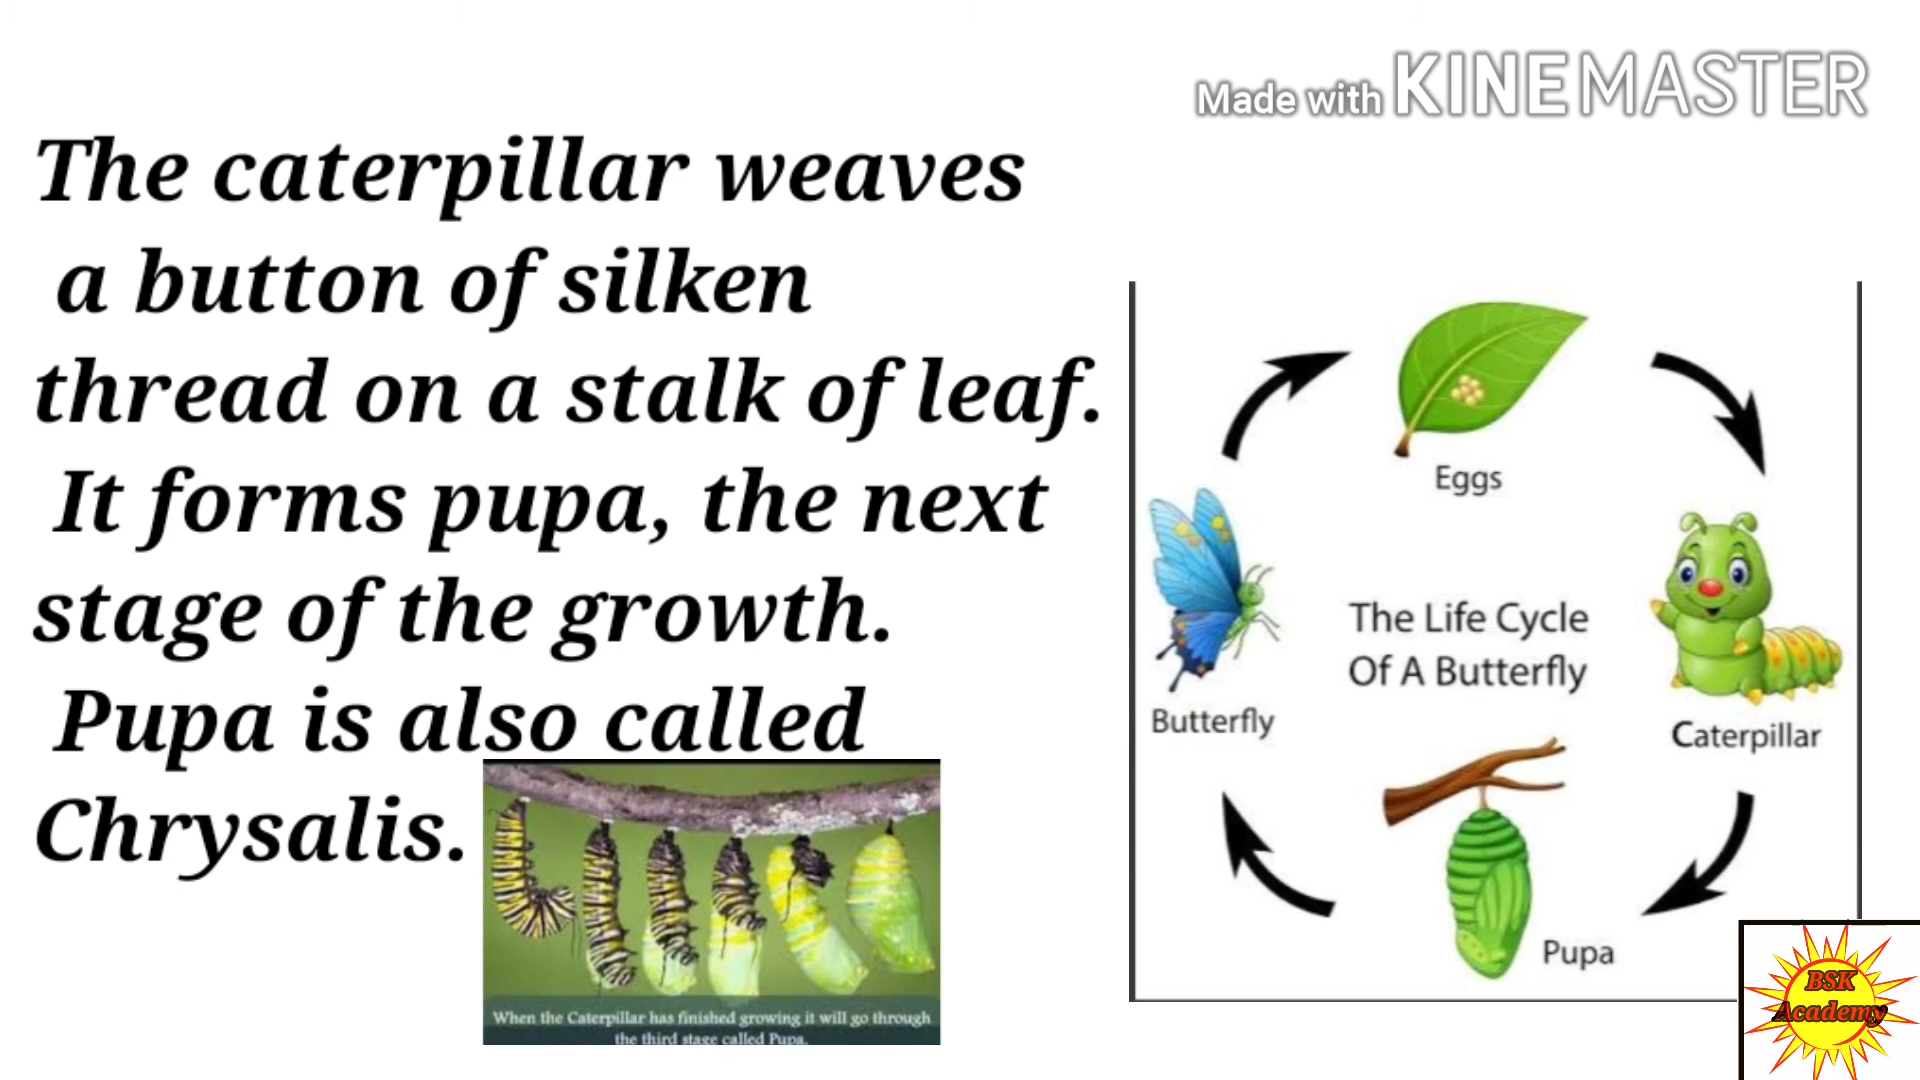 Made with KINEMASTER
The caterpillar weaves
a button of silken
thread on a stalk of leaf.
It forms pupa, the next
stage of the growth.
Pupa is also called
Chrysalis.
Eggs
The Life Cycle
Of A Butterfly
Butterfly
Caterpillar
Pupa
When the Caterpillar has finished growing it will go through
the third stage called Pupa.
BSK
Academy